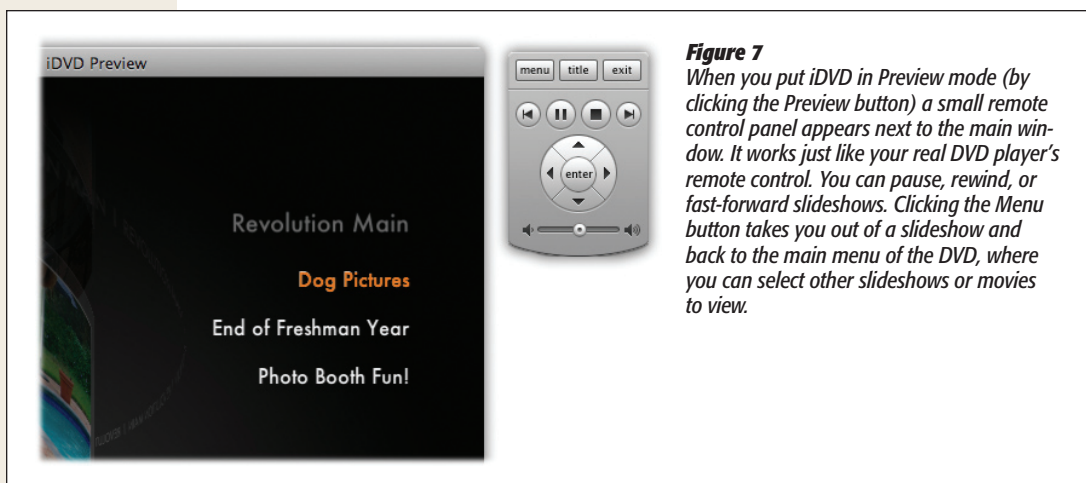 iDVD Preview
Revolution Main
Dog Pictures
End of Freshman Year
Photo Booth Fun!
menu title exit
enter
Figure 7
When you put iDVD in Preview mode (by
clicking the Preview button) a small remote
control panel appears next to the main win-
dow. It works just like your real DVD player's
remote control. You can pause, rewind, or
fast-forward slideshows. Clicking the Menu
button takes you out of a slideshow and
back to the main menu of the DVD, where
you can select other slideshows or movies
to view.